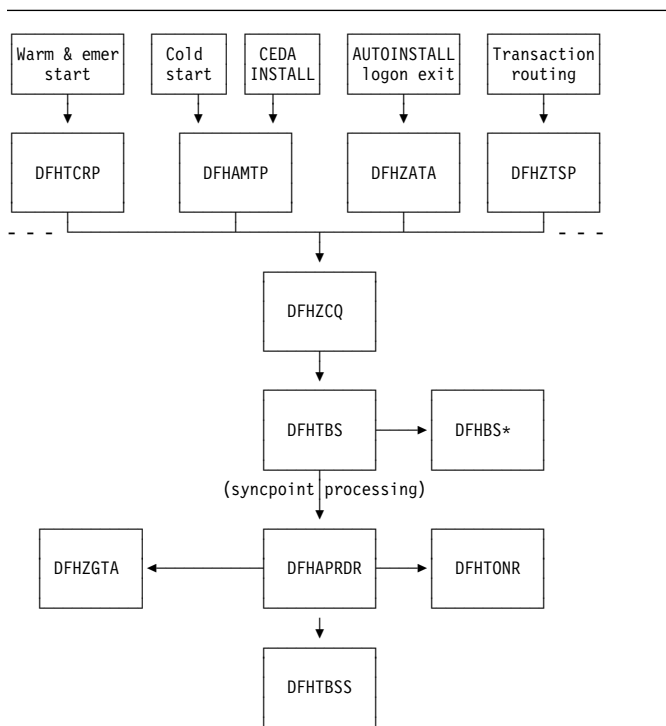 Warm & emer
start
Cold
start
CEDA
INSTALL
AUTOINSTALL
logon exit
Transaction
routing
DFHTCRP
DFHAMTP
DFHZATA
DFHZTSP
DFHZCQ
DFHTBS
DFHBS*
(syncpoint processing)
DFHZGTA
DFHAPRDR
DFHTONR
DFHTBSS